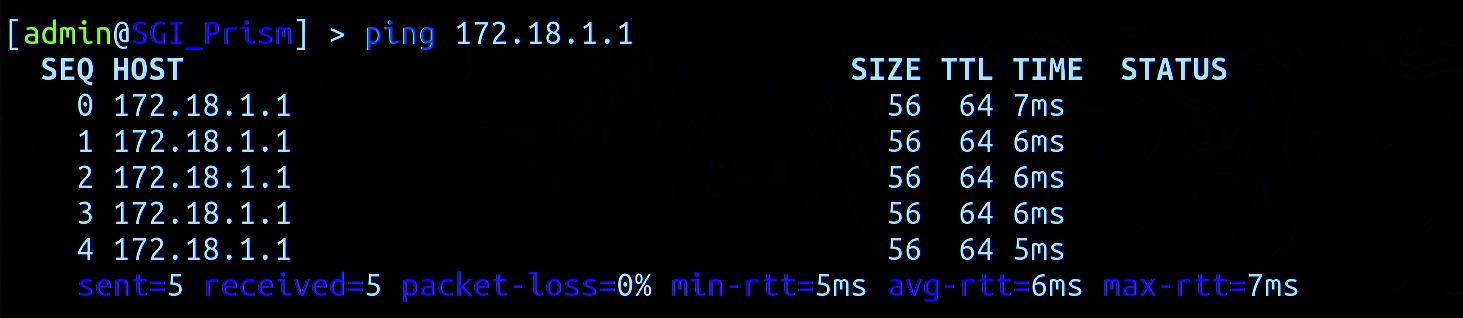 [admin@SGI_Prism] > ping 172.18.1.1
SEQ HOST SIZE TTL TIME STATUS
0 172.18.1.1 56 64 7ms
1 172.18.1.1 56 64 6ms
2 172.18.1.1 56 64 6ms
3 172.18.1.1 56 64 6ms
4 172.18.1.1 56 64 5ms
sent=5 received=5 packet-loss=0% min-rtt=5ms avg-rtt=6ms max-rtt=7ms